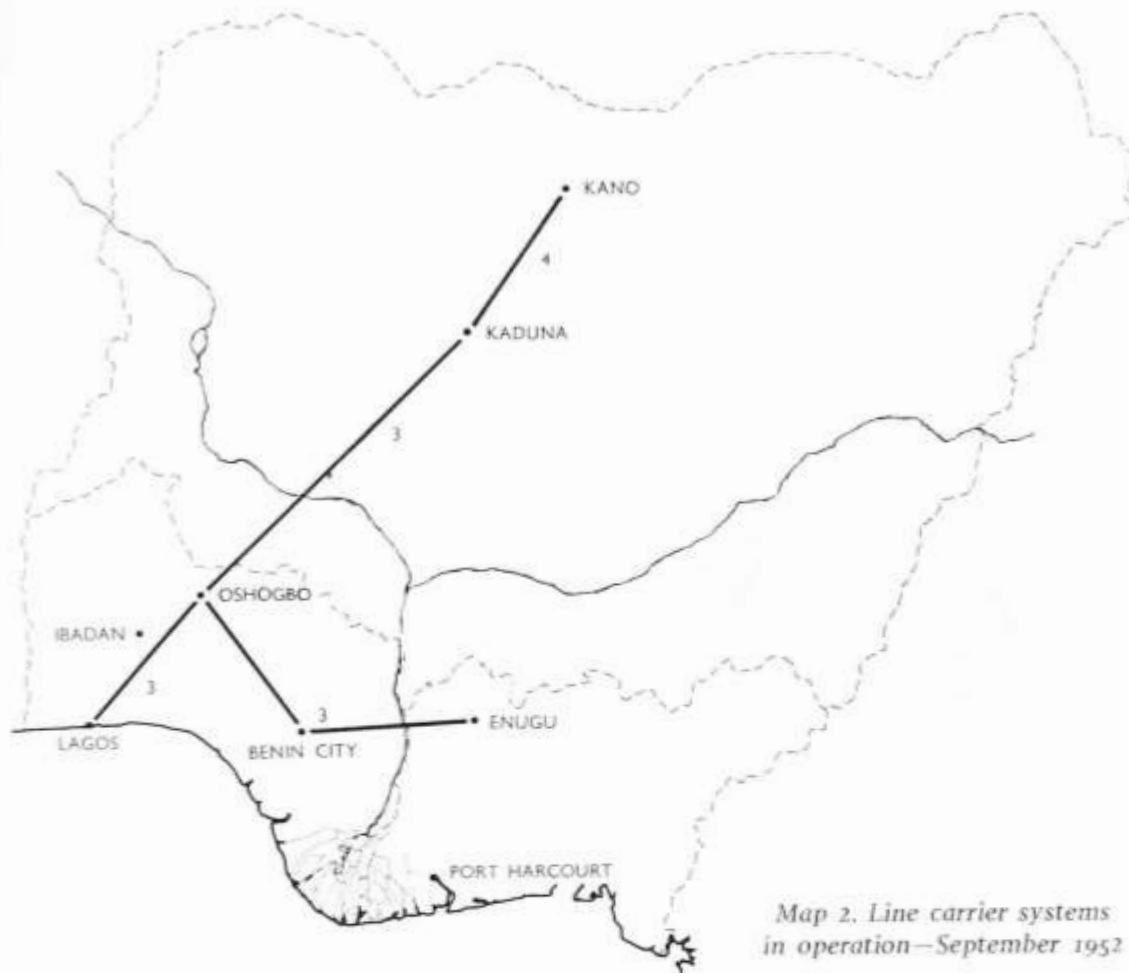 KANO
4
KADUNA
3
OSHOGBO
IBADAN
3
3
ENUGU
LAGOS
BENIN CITY
PORT HARCOURT
Map 2. Line carrier systems
in operation—September 1952